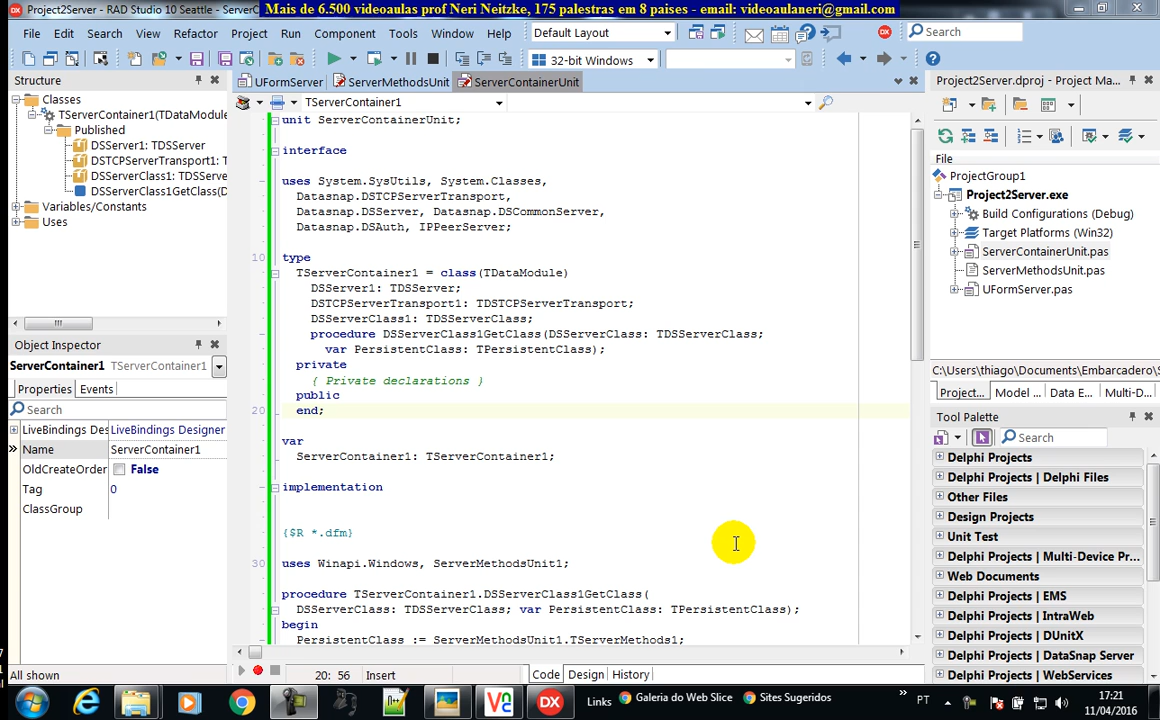 Project2Server - RAD Studio 10 Seattle - ServerC
Mais de 6.500 videoaulas prof Neri Neitzke, 175 palestras em 8 paises - email: videoaulaneri@gmail.com
File Edit Search View Refactor Project Run Component Tools Window Help
Default Layout
Search
32-bit Windows
Structure
Classes
TServerContainer1(TDataModule
Published
DSServer1: TDSServer
DSTCPServerTransport1: T
DSServerClass1: TDSServe
DSServerClass1GetClass(D
Variables/Constants
Uses
Object Inspector
ServerContainer1 TServerContainer1
Properties Events
Search
LiveBindings Des LiveBindings Designer
Name ServerContainer1
OldCreateOrder False
Tag 0
ClassGroup
All shown
UFormServer ServerMethodsUnit ServerContainerUnit
TServerContainer1
unit ServerContainerUnit;
interface
uses System.SysUtils, System.Classes,
Datasnap.DSTCPServerTransport,
Datasnap.DSServer, Datasnap.DSCommonServer,
Datasnap.DSAuth, IPPeerServer;
10 type
TServerContainer1 = class(TDataModule)
DSServer1: TDSServer;
DSTCPServerTransport1: TDSTCPServerTransport;
DSServerClass1: TDSServerClass;
procedure DSServerClass1GetClass(DSServerClass: TDSServerClass;
var PersistentClass: TPersistentClass);
private
{ Private declarations }
public
20 end;
var
ServerContainer1: TServerContainer1;
implementation
{$R *.dfm}
30 uses Winapi.Windows, ServerMethodsUnit1;
procedure TServerContainer1.DSServerClass1GetClass(
DSServerClass: TDSServerClass; var PersistentClass: TPersistentClass);
begin
PersistentClass := ServerMethodsUnit1.TServerMethods1;
20: 56 Insert Code Design History
Project2Server.dproj - Project Ma...
File
ProjectGroup1
Project2Server.exe
Build Configurations (Debug)
Target Platforms (Win32)
ServerContainerUnit.pas
ServerMethodsUnit.pas
UFormServer.pas
C:\Users\thiago\Documents\Embarcadero\S
Project... Model ... Data E... Multi-D...
Tool Palette
Search
Delphi Projects
Delphi Projects | Delphi Files
Other Files
Design Projects
Unit Test
Delphi Projects | Multi-Device Pr...
Web Documents
Delphi Projects | EMS
Delphi Projects | IntraWeb
Delphi Projects | DUnitX
Delphi Projects | DataSnap Server
Delphi Projects | WebServices
Links Galeria do Web Slice Sites Sugeridos
PT
17:21
11/04/2016